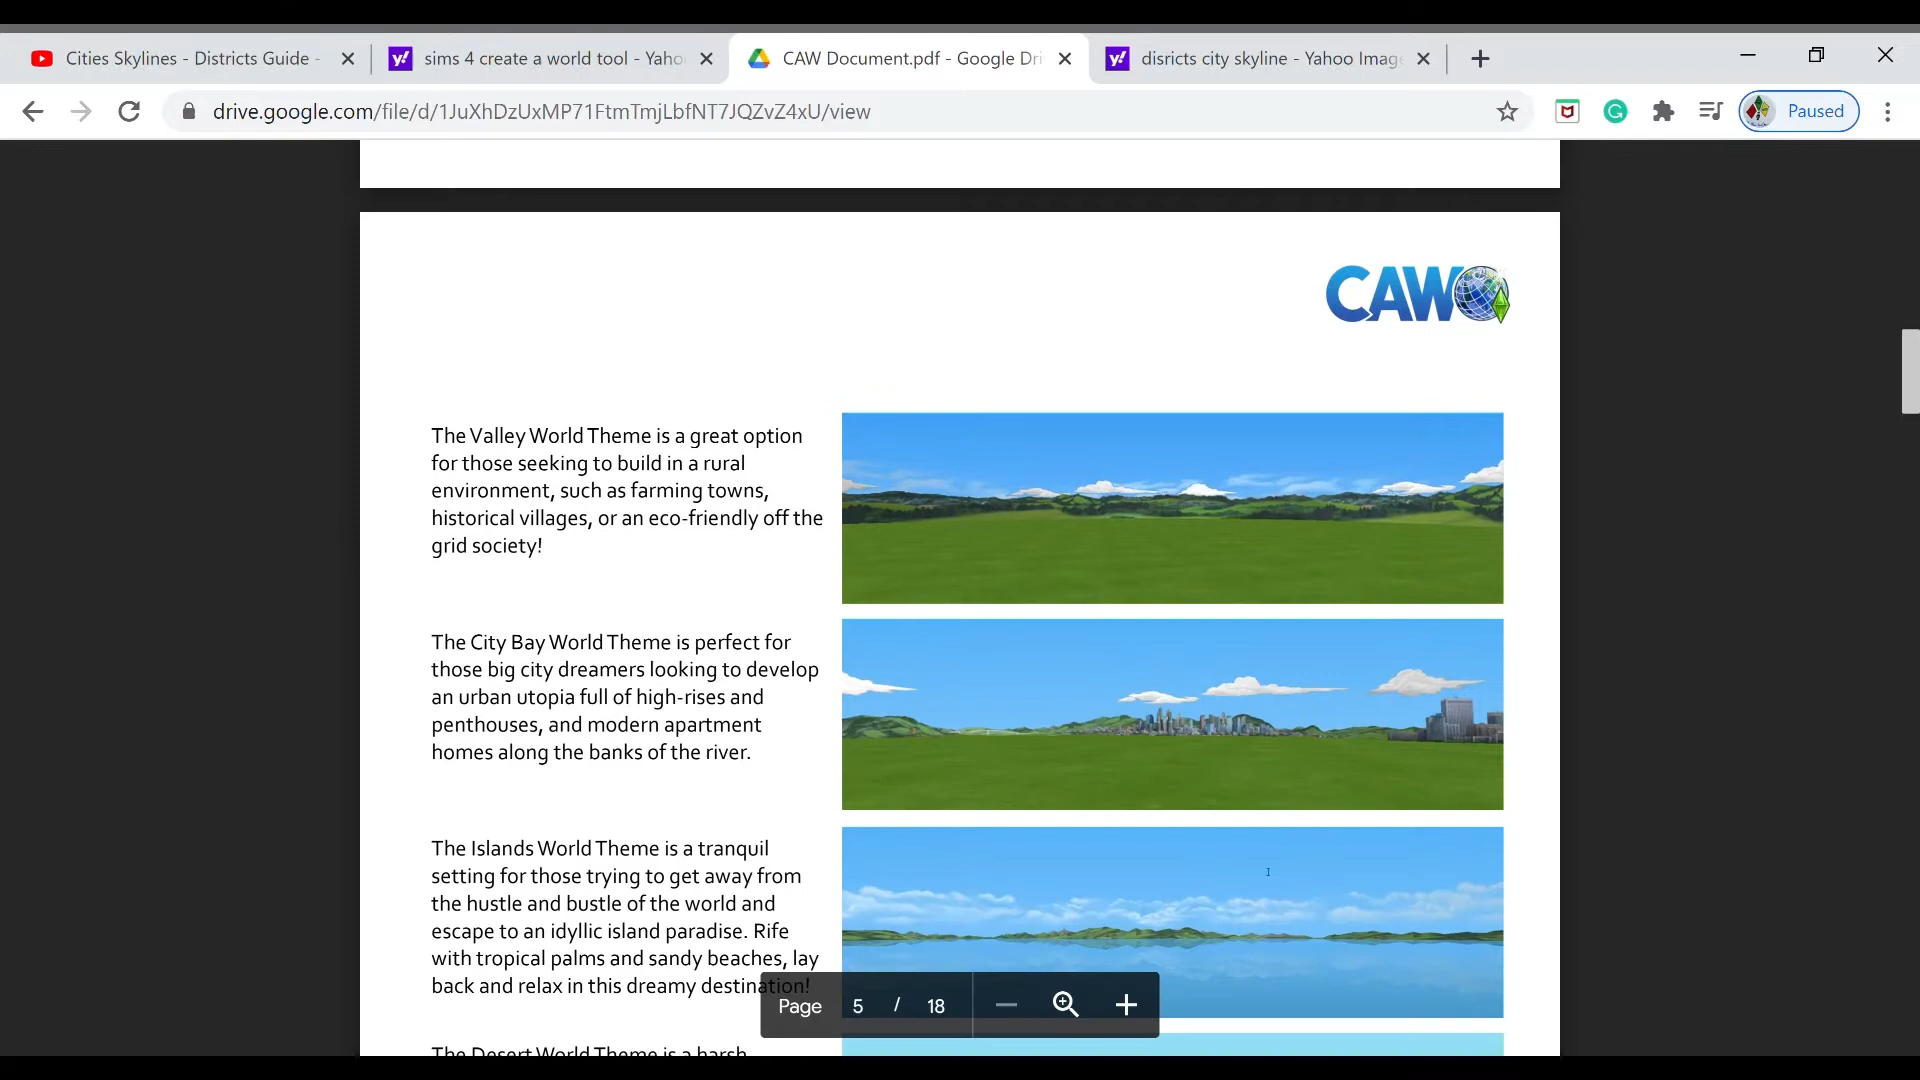 Cities Skylines - Districts Guide -
sims 4 create a world tool - Yaho
CAW Document.pdf - Google Dri
disricts city skyline - Yahoo Imag
drive.google.com/file/d/1JuXhDzUxMP71FtmTmjLbfNT7JQZvZ4xU/view
Paused
CAW
The Valley World Theme is a great option
for those seeking to build in a rural
environment, such as farming towns,
historical villages, or an eco-friendly off the
grid society!
The City Bay World Theme is perfect for
those big city dreamers looking to develop
an urban utopia full of high-rises and
penthouses, and modern apartment
homes along the banks of the river.
The Islands World Theme is a tranquil
setting for those trying to get away from
the hustle and bustle of the world and
escape to an idyllic island paradise. Rife
with tropical palms and sandy beaches, lay
back and relax in this dreamy destination!
Page 5 / 18
The Desert World Theme is a harsh